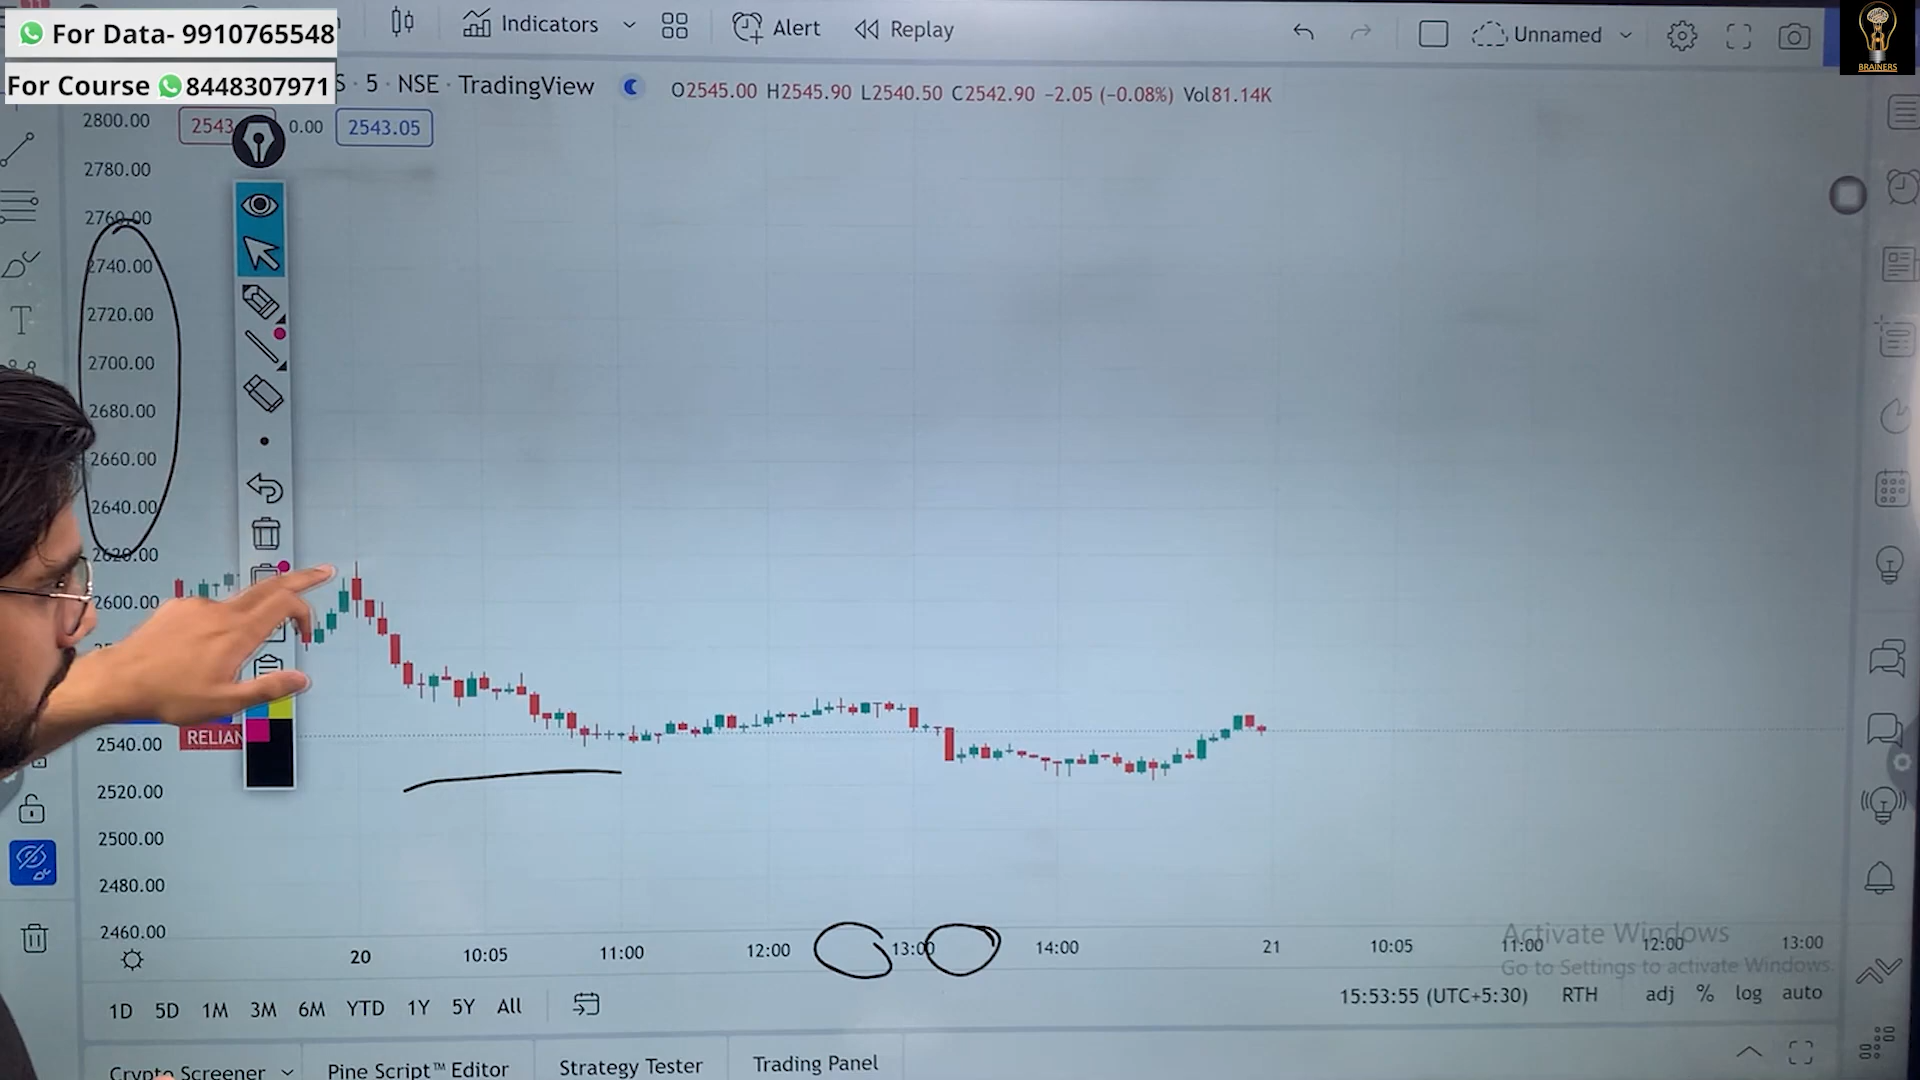 For Data- 9910765548
For Course 8448307971
Indicators
Alert
Replay
Unnamed
BRAINERS
S · 5 · NSE · TradingView
O2545.00 H2545.90 L2540.50 C2542.90 −2.05 (−0.08%) Vol81.14K
2543
0.00
2543.05
2800.00
2780.00
2760.00
2740.00
2720.00
2700.00
2680.00
2660.00
2640.00
2620.00
2600.00
RELIAN
2540.00
2520.00
2500.00
2480.00
2460.00
20 10:05 11:00 12:00 13:00 14:00 21 10:05 11:00 12:00 13:00
Activate Windows
Go to Settings to activate Windows.
1D 5D 1M 3M 6M YTD 1Y 5Y All
15:53:55 (UTC+5:30) RTH adj % log auto
Crypto Screener Pine Script™ Editor Strategy Tester Trading Panel